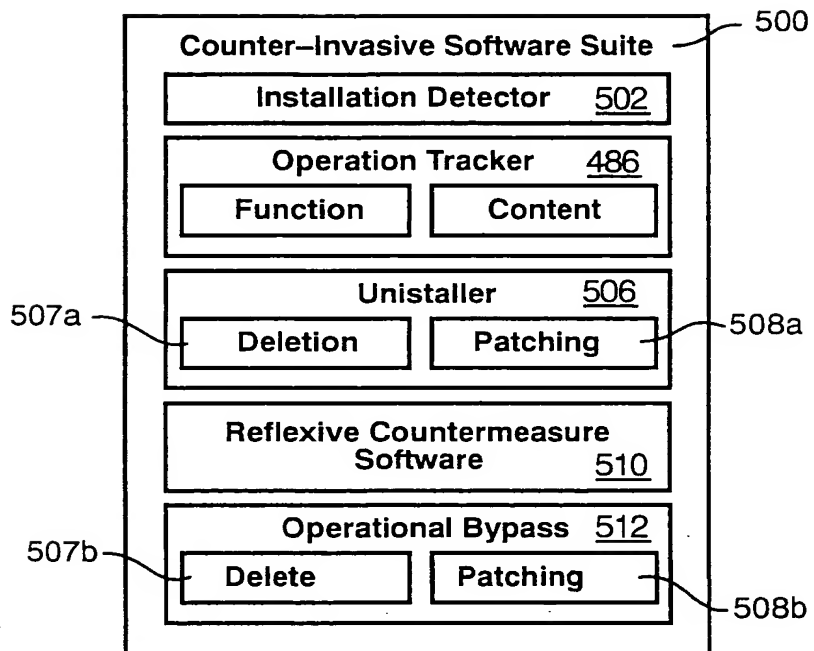 Counter–Invasive Software Suite 500
Installation Detector 502
Operation Tracker 486
Function Content
Unistaller 506
507a Deletion Patching 508a
Reflexive Countermeasure
Software 510
Operational Bypass 512
507b Delete Patching 508b